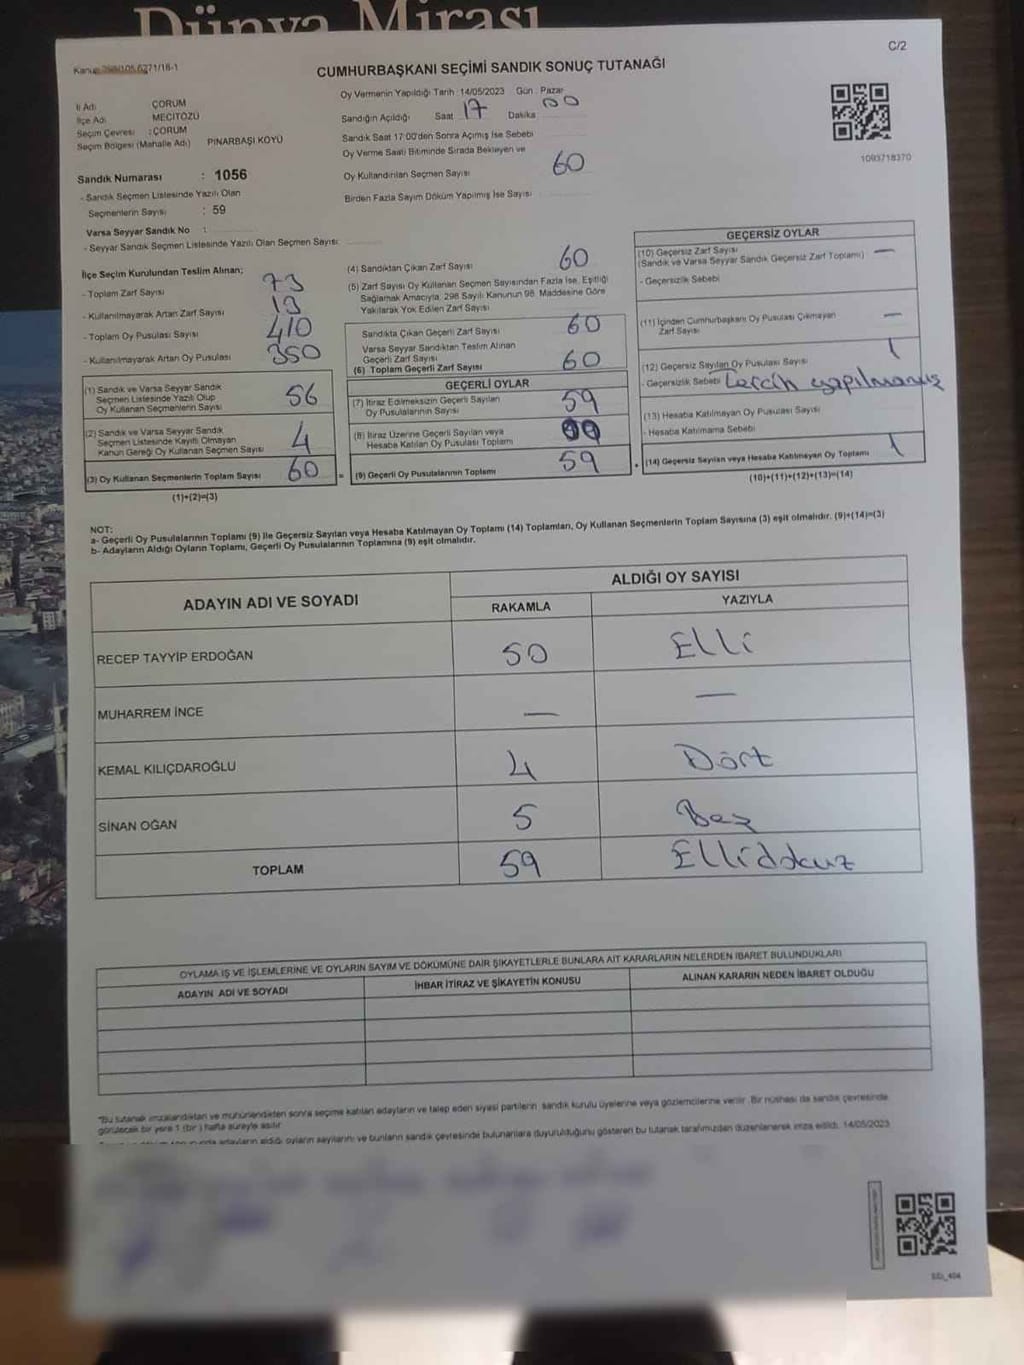 Dünya Mirası
C/2
Kanun 298/105,6271/18-1
CUMHURBAŞKANI SEÇİMİ SANDIK SONUÇ TUTANAĞI
İl Adı ÇORUM
İlçe Adı MECİTÖZÜ
Seçim Çevresi : ÇORUM
Seçim Bölgesi (Mahalle Adı) PINARBAŞI KÖYÜ
Oy Vermenin Yapıldığı Tarih : 14/05/2023 Gün : Pazar
Sandığın Açıldığı Saat 17 Dakika 00
Sandık Saat 17:00'den Sonra Açmış İse Sebebi
Oy Verme Saati Bitiminde Sırada Bekleyen ve
Oy Kullandırılan Seçmen Sayısı 60
Birden Fazla Sayım Döküm Yapılmış İse Sayısı
1093718370
Sandık Numarası : 1056
- Sandık Seçmen Listesinde Yazılı Olan
Seçmenlerin Sayısı : 59
Varsa Seyyar Sandık No :
- Seyyar Sandık Seçmen Listesinde Yazılı Olan Seçmen Sayısı:
İlçe Seçim Kurulundan Teslim Alınan;
- Toplam Zarf Sayısı 73
- Kullanılmayarak Artan Zarf Sayısı 13
- Toplam Oy Pusulası Sayısı 410
- Kullanılmayarak Artan Oy Pusulası 350
(1) Sandık ve Varsa Seyyar Sandık
Seçmen Listesinde Yazılı Olup
Oy Kullanan Seçmenlerin Sayısı 56
(2) Sandık ve Varsa Seyyar Sandık
Seçmen Listesinde Kayıtlı Olmayan
Kanun Gereği Oy Kullanan Seçmen Sayısı 4
(3) Oy Kullanan Seçmenlerin Toplam Sayısı 60 =
(1)+(2)=(3)
(4) Sandıktan Çıkan Zarf Sayısı 60
(5) Zarf Sayısı Oy Kullanan Seçmen Sayısından Fazla İse, Eşitliği
Sağlamak Amacıyla, 298 Sayılı Kanunun 98. Maddesine Göre
Yakılarak Yok Edilen Zarf Sayısı
Sandıkta Çıkan Geçerli Zarf Sayısı 60
Varsa Seyyar Sandıktan Teslim Alınan
Geçerli Zarf Sayısı
(6) Toplam Geçerli Zarf Sayısı 60
GEÇERLİ OYLAR
(7) İtiraz Edilmeksizin Geçerli Sayılan
Oy Pusulalarının Sayısı 59
(8) İtiraz Üzerine Geçerli Sayılan veya
Hesaba Katılan Oy Pusulası Toplamı
(9) Geçerli Oy Pusulalarının Toplamı 59 +
GEÇERSİZ OYLAR
(10) Geçersiz Zarf Sayısı
(Sandık ve Varsa Seyyar Sandık Geçersiz Zarf Toplamı) —
- Geçersizlik Sebebi
(11) İçinden Cumhurbaşkanı Oy Pusulası Çıkmayan
Zarf Sayısı —
(12) Geçersiz Sayılan Oy Pusulası Sayısı 1
- Geçersizlik Sebebi Tercih yapılmamış
(13) Hesaba Katılmayan Oy Pusulası Sayısı
- Hesaba Katılmama Sebebi
(14) Geçersiz Sayılan veya Hesaba Katılmayan Oy Toplamı 1
(10)+(11)+(12)+(13)=(14)
NOT:
a- Geçerli Oy Pusulalarının Toplamı (9) ile Geçersiz Sayılan veya Hesaba Katılmayan Oy Toplamı (14) Toplamları, Oy Kullanan Seçmenlerin Toplam Sayısına (3) eşit olmalıdır. (9)+(14)=(3)
b- Adayların Aldığı Oyların Toplamı, Geçerli Oy Pusulalarının Toplamına (9) eşit olmalıdır.
ADAYIN ADI VE SOYADI ALDIĞI OY SAYISI
RAKAMLA YAZIYLA
RECEP TAYYİP ERDOĞAN 50 Elli
MUHARREM İNCE — —
KEMAL KILIÇDAROĞLU 4 Dört
SİNAN OĞAN 5 Beş
TOPLAM 59 Ellidokuz
OYLAMA İŞ VE İŞLEMLERİNE VE OYLARIN SAYIM VE DÖKÜMÜNE DAİR ŞİKAYETLERLE BUNLARA AİT KARARLARIN NELERDEN İBARET BULUNDUKLARI
ADAYIN ADI VE SOYADI İHBAR İTİRAZ VE ŞİKAYETİN KONUSU ALINAN KARARIN NEDEN İBARET OLDUĞU
"Bu tutanak imzalandıktan ve mühürlendikten sonra seçime katılan adayların ve talep eden siyasi partilerin sandık kurulu üyelerine veya gözlemcilerine verilir. Bir nüshası da sandık çevresinde
görülecek bir yere 1 (bir) hafta süreyle asılır
adayların aldığı oyların sayılarını ve bunların sandık çevresinde bulunanlara duyurulduğunu gösteren bu tutanak tarafımızdan düzenlenerek imza edildi. 14/05/2023